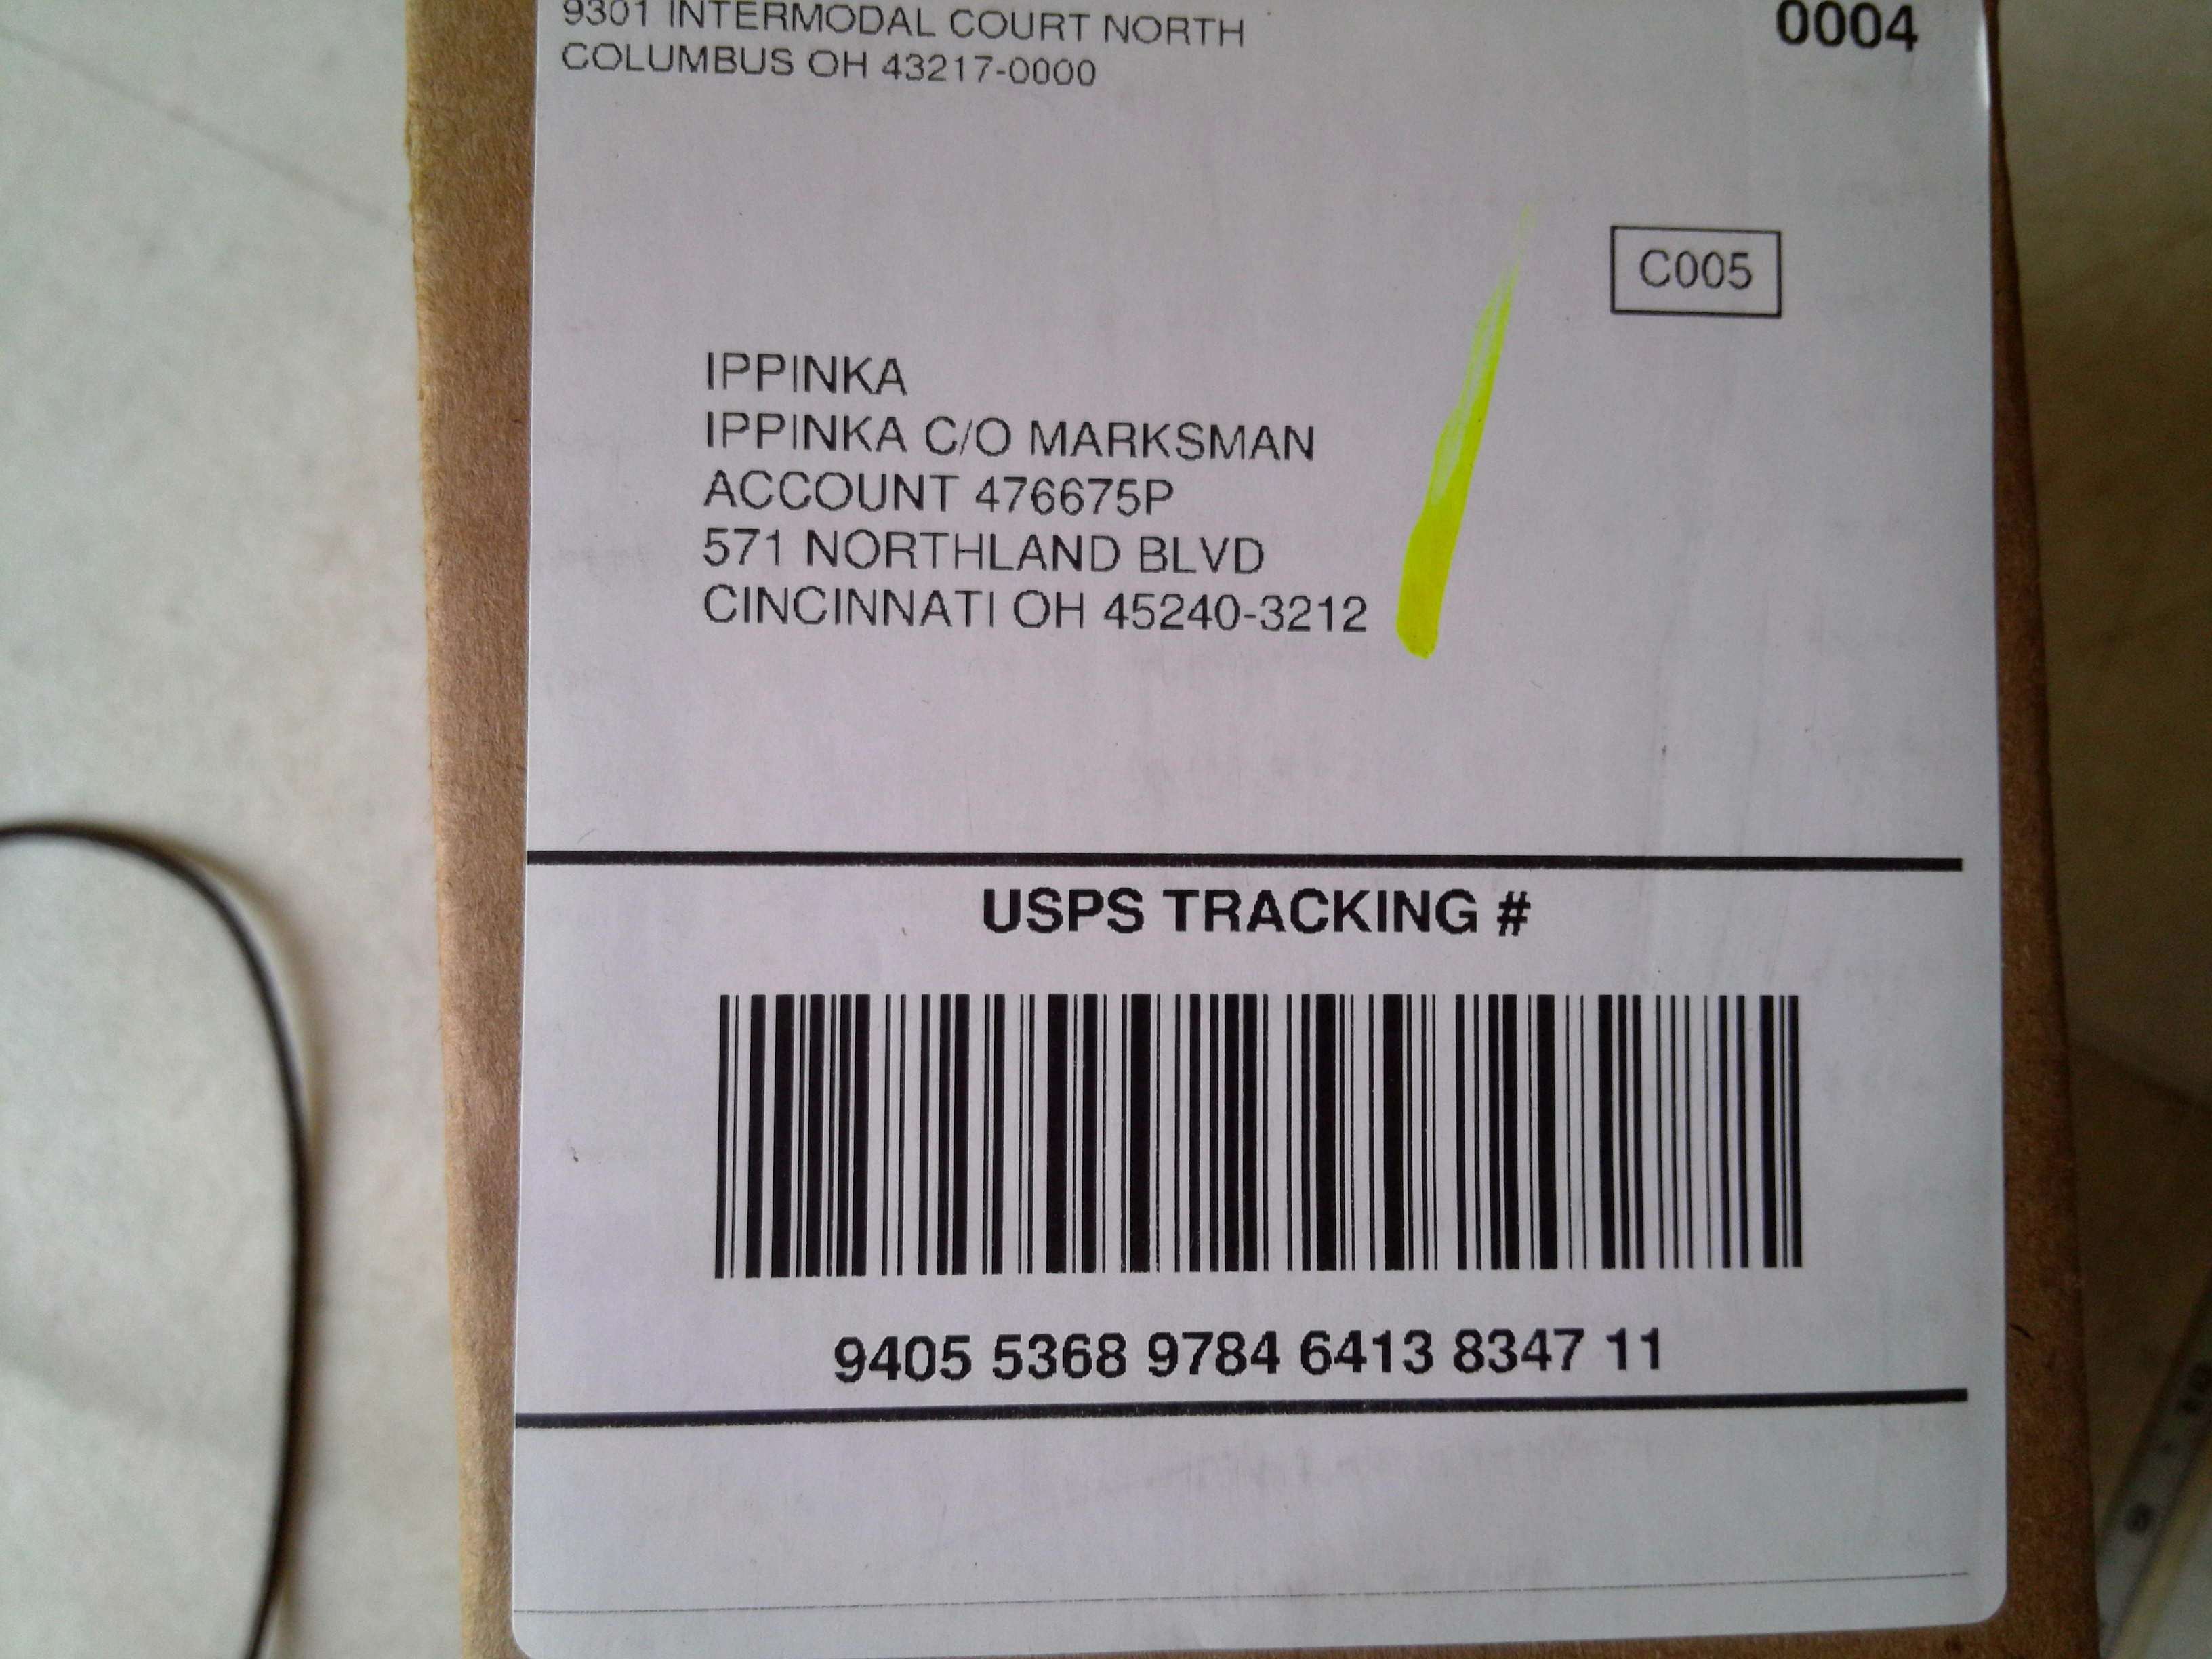 9301 INTERMODAL COURT NORTH
COLUMBUS OH 43217-0000
0004
C005
IPPINKA
IPPINKA C/O MARKSMAN
ACCOUNT 476675P
571 NORTHLAND BLVD
CINCINNATI OH 45240-3212
USPS TRACKING #
9405 5368 9784 6413 8347 11